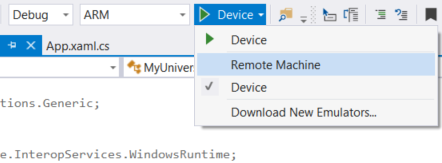 Debug ARM Device
App.xaml.cs Device
MyUniver Remote Machine
Device
tions.Generic; Download New Emulators...
e.InteropServices.WindowsRuntime;